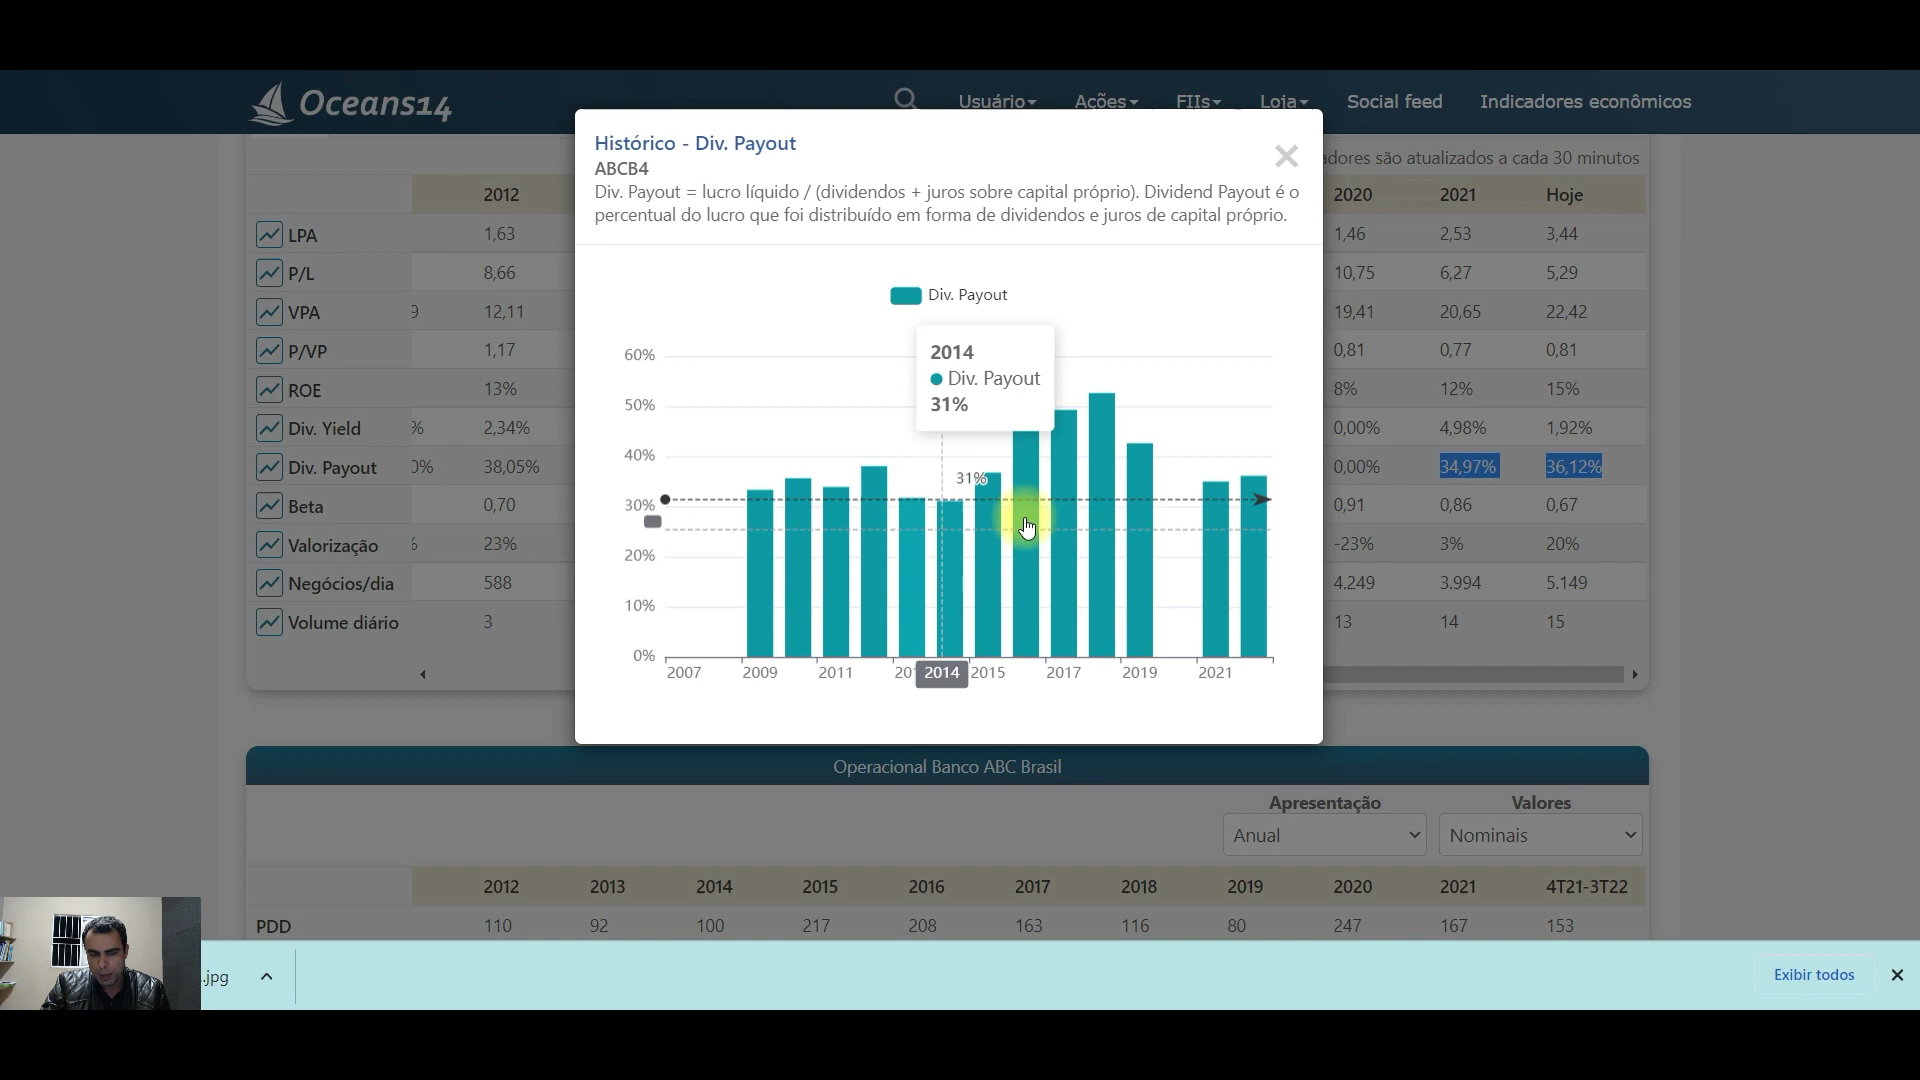 Oceans14
Usuário
Ações
FIIs
Loja
Social feed
Indicadores econômicos
adores são atualizados a cada 30 minutos
Histórico - Div. Payout
ABCB4
Div. Payout = lucro líquido / (dividendos + juros sobre capital próprio). Dividend Payout é o
percentual do lucro que foi distribuído em forma de dividendos e juros de capital próprio.
2012 2020 2021 Hoje
LPA 1,63 1,46 2,53 3,44
P/L 8,66 10,75 6,27 5,29
VPA 9 12,11 19,41 20,65 22,42
P/VP 1,17 0,81 0,77 0,81
ROE 13% 8% 12% 15%
Div. Yield % 2,34% 0,00% 4,98% 1,92%
Div. Payout 0% 38,05% 0,00% 34,97% 36,12%
Beta 0,70 0,91 0,86 0,67
Valorização 23% -23% 3% 20%
Negócios/dia 588 4.249 3.994 5.149
Volume diário 3 13 14 15
Div. Payout
2014
Div. Payout
31%
60%
50%
40%
31%
30%
20%
10%
0%
2007 2009 2011 201 2014 2015 2017 2019 2021
Operacional Banco ABC Brasil
Apresentação Valores
Anual Nominais
2012 2013 2014 2015 2016 2017 2018 2019 2020 2021 4T21-3T22
PDD 110 92 100 217 208 163 116 80 247 167 153
.jpg
Exibir todos